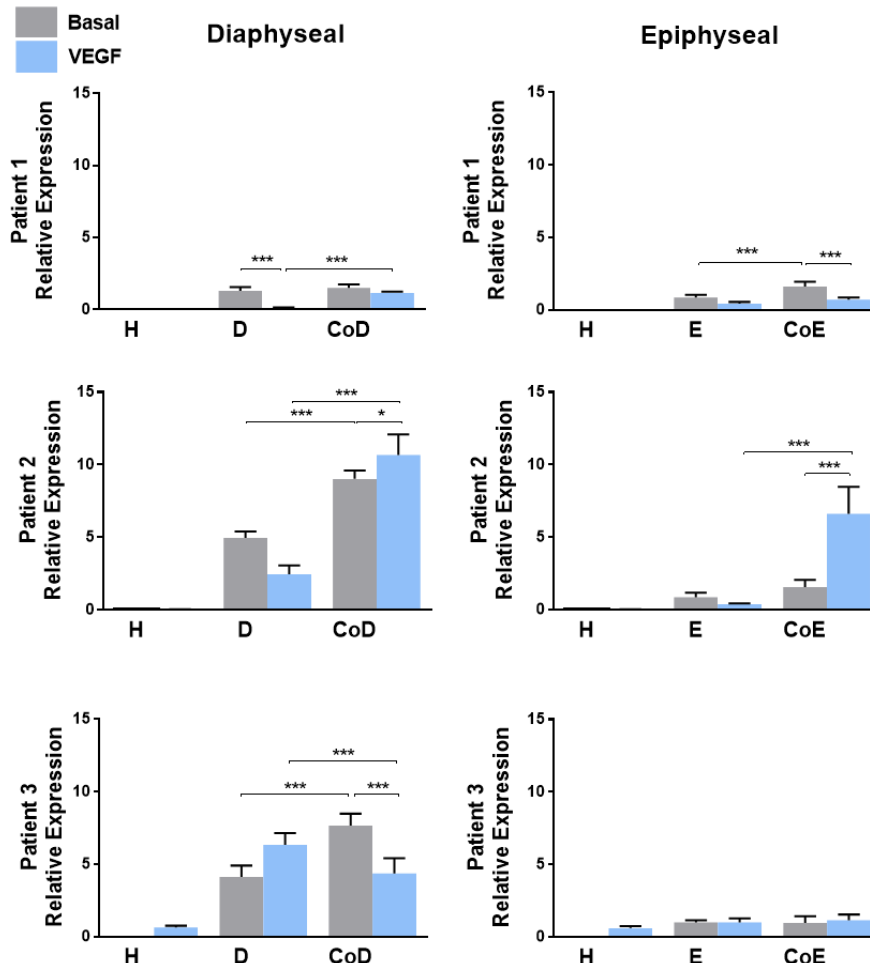 Basal
VEGF
Diaphyseal
Epiphyseal
Patient 1
Relative Expression
15
10
5
0
***
***
H D CoD
Patient 1
Relative Expression
15
10
5
0
***
***
H E CoE
Patient 2
Relative Expression
15
10
5
0
***
***
*
H D CoD
Patient 2
Relative Expression
15
10
5
0
***
***
H E CoE
Patient 3
Relative Expression
15
10
5
0
***
***
***
H D CoD
Patient 3
Relative Expression
15
10
5
0
H E CoE